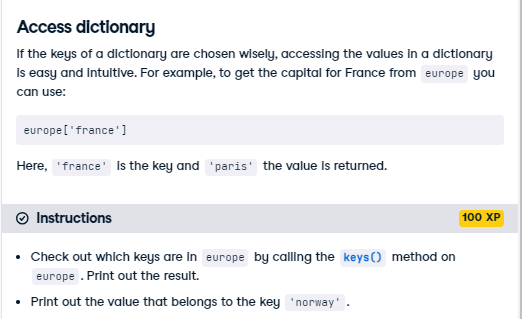 Access dictionary
If the keys of a dictionary are chosen wisely, accessing the values in a dictionary
is easy and intuitive. For example, to get the capital for France from europe you
can use:
europe['france']
Here, 'france' is the key and 'paris' the value is returned.
Instructions
100 XP
• Check out which keys are in europe by calling the keys() method on
europe . Print out the result.
• Print out the value that belongs to the key 'norway' .